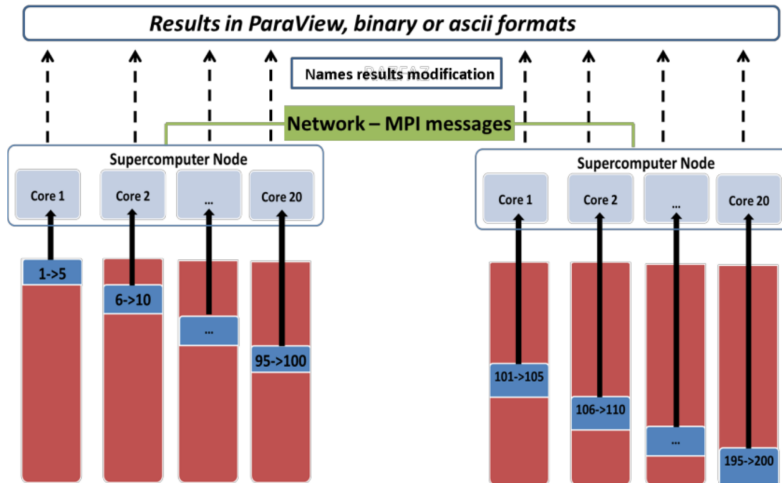 Results in ParaView, binary or ascii formats
Names results modification
Network – MPI messages
Supercomputer Node
Core 1
Core 2
...
Core 20
Supercomputer Node
Core 1
Core 2
...
Core 20
1->5
6->10
...
95->100
101->105
106->110
...
195->200